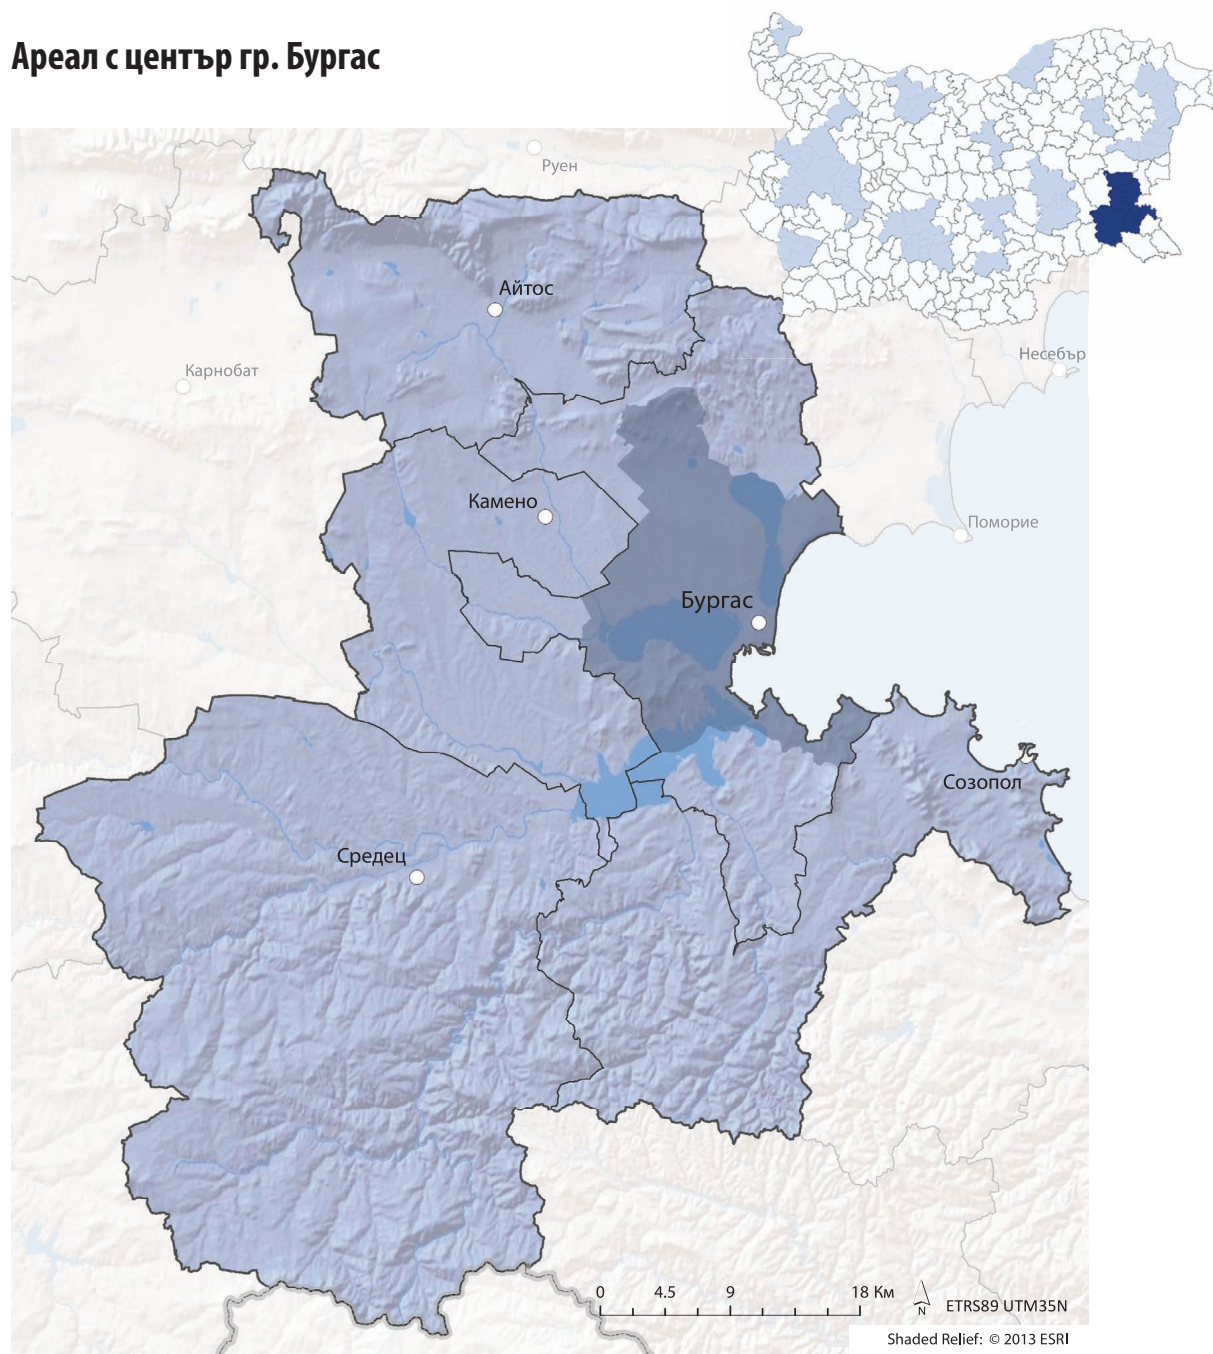 Ареал с център гр. Бургас
Руен
Айтос
Несебър
Карнобат
Камено
Поморие
Бургас
Созопол
Средец
0 4.5 9 18 Км
N
ETRS89 UTM35N
Shaded Relief: © 2013 ESRI